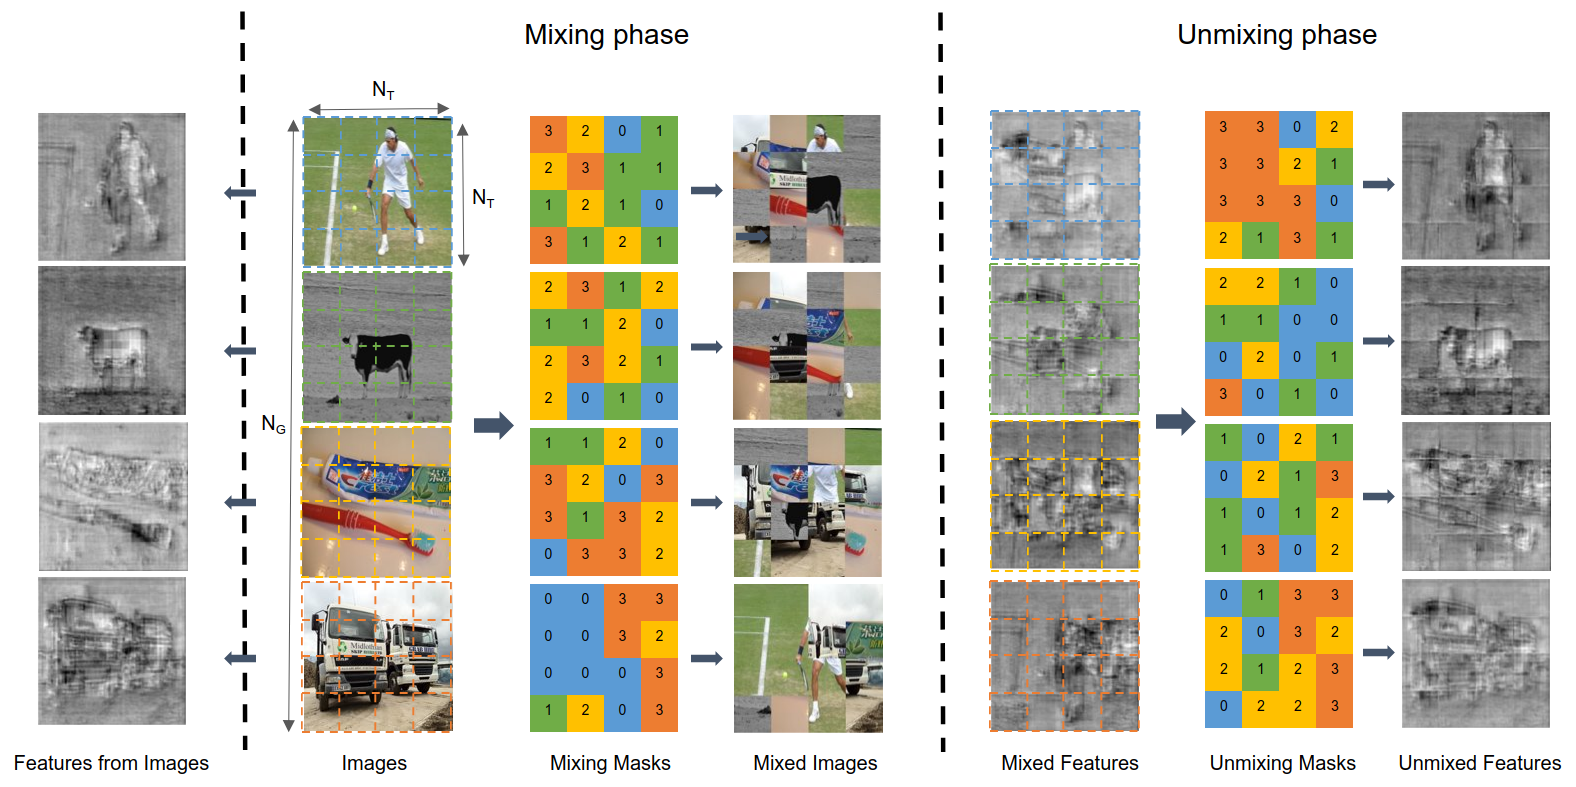 Mixing phase
Unmixing phase
N_T
N_T
N_G
3 2 0 1
2 3 1 1
1 2 1 0
3 1 2 1
2 3 1 2
1 1 2 0
2 3 2 1
2 0 1 0
1 1 2 0
3 2 0 3
3 1 3 2
0 3 3 2
0 0 3 3
0 0 3 2
0 0 0 3
1 2 0 3
3 3 0 2
3 3 2 1
3 3 3 0
2 1 3 1
2 2 1 0
1 1 0 0
0 2 0 1
3 0 1 0
1 0 2 1
0 2 1 3
1 0 1 2
1 3 0 2
0 1 3 3
2 0 3 2
2 1 2 3
0 2 2 3
Midlothian
SKIP HIRE
Midlothian
Features from Images
Images
Mixing Masks
Mixed Images
Mixed Features
Unmixing Masks
Unmixed Features